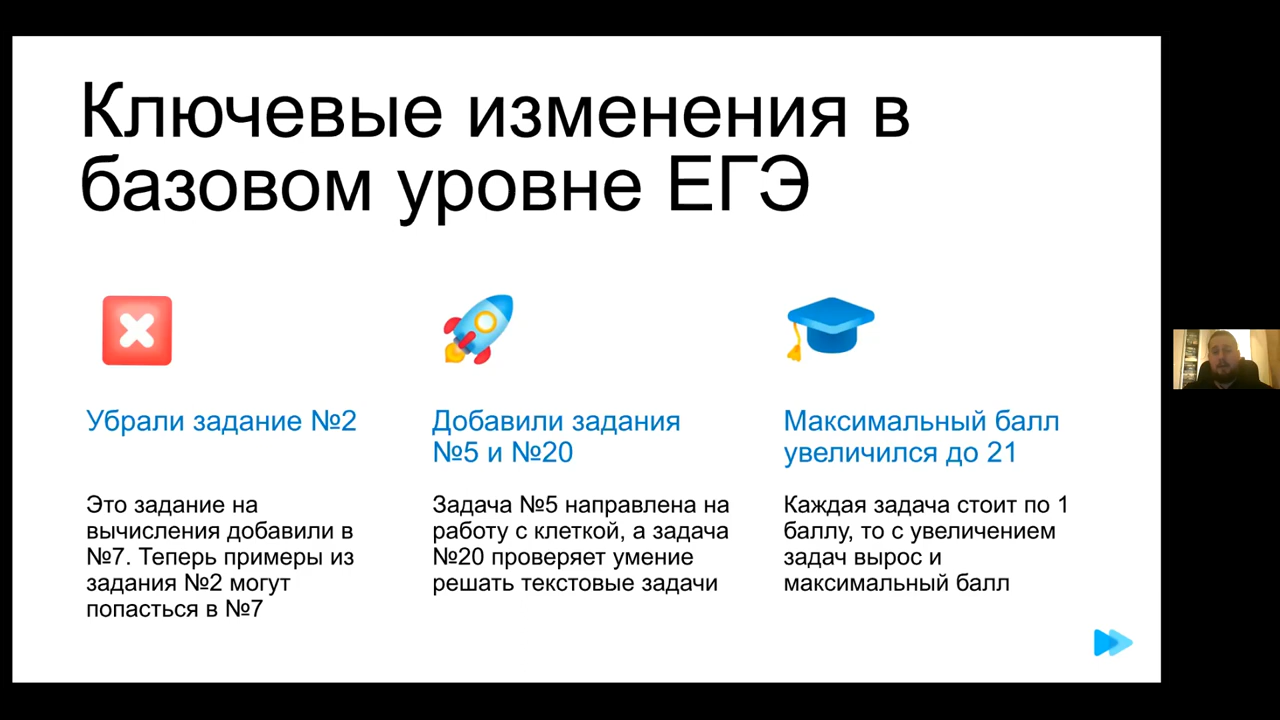 Ключевые изменения в
базовом уровне ЕГЭ
Убрали задание №2
Это задание на
вычисления добавили в
№7. Теперь примеры из
задания №2 могут
попасться в №7
Добавили задания
№5 и №20
Задача №5 направлена на
работу с клеткой, а задача
№20 проверяет умение
решать текстовые задачи
Максимальный балл
увеличился до 21
Каждая задача стоит по 1
баллу, то с увеличением
задач вырос и
максимальный балл